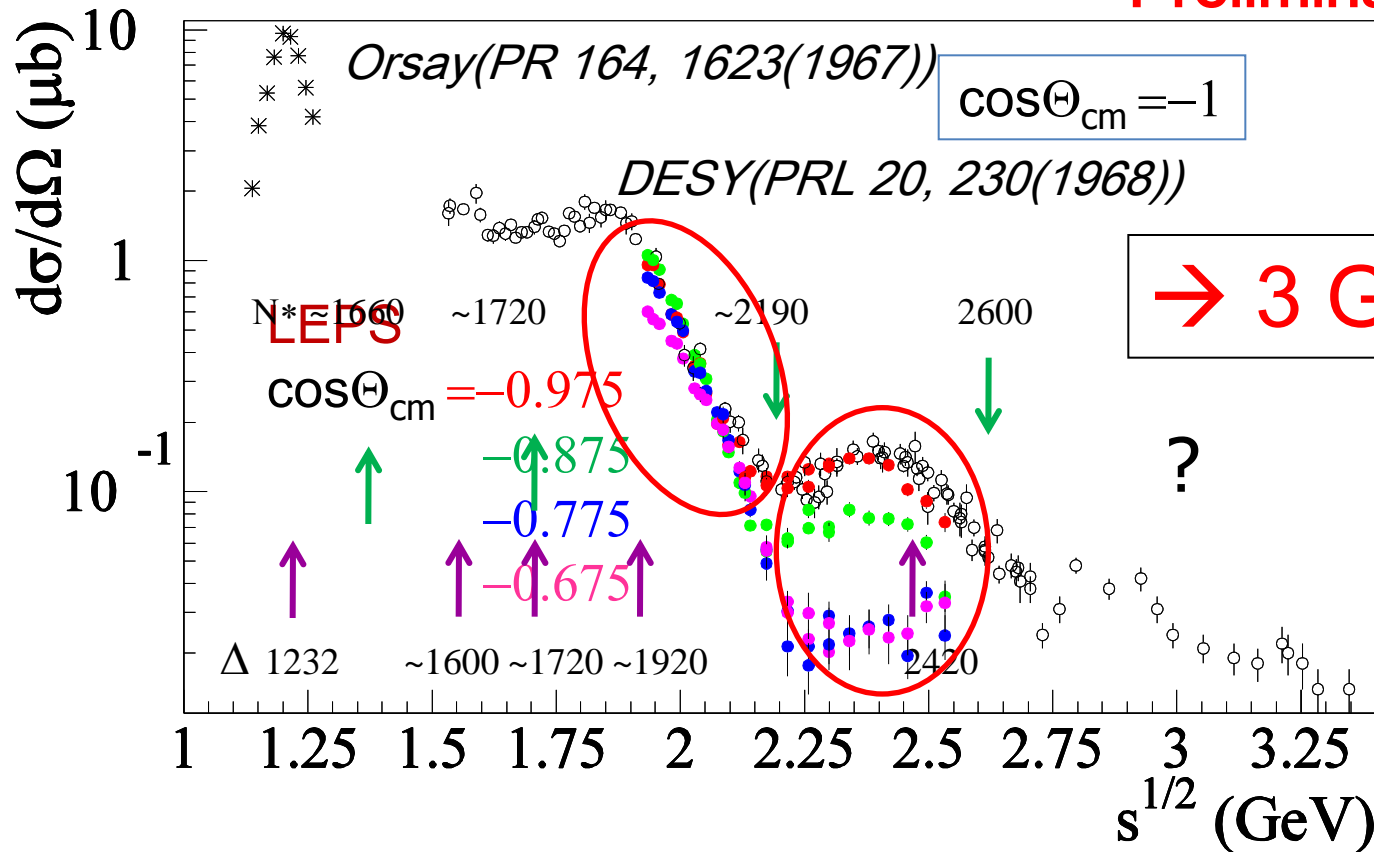 Prelimina
10
Orsay(PR 164, 1623(1967))
cosΘcm =−1
DESY(PRL 20, 230(1968))
dσ/dΩ (μb)
1
→ 3 G
N* ~1660 ~1720 ~2190 2600
LEPS
cosΘcm =−0.975
−0.875
−0.775
−0.675
10 -1
?
Δ 1232 ~1600 ~1720 ~1920 2420
1 1.25 1.5 1.75 2 2.25 2.5 2.75 3 3.25
s1/2 (GeV)